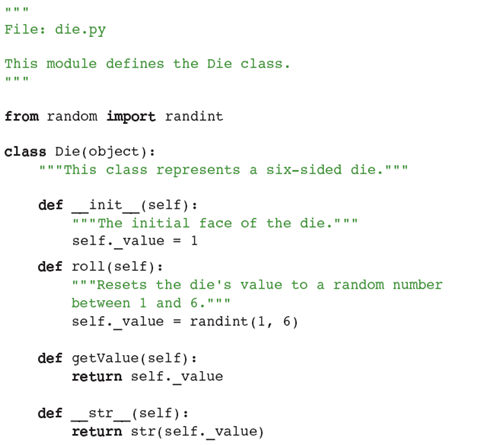 """
File: die.py

This module defines the Die class.
"""

from random import randint

class Die(object):
    """This class represents a six-sided die."""

    def __init__(self):
        """The initial face of the die."""
        self._value = 1
    def roll(self):
        """Resets the die's value to a random number
        between 1 and 6."""
        self._value = randint(1, 6)

    def getValue(self):
        return self._value

    def __str__(self):
        return str(self._value)